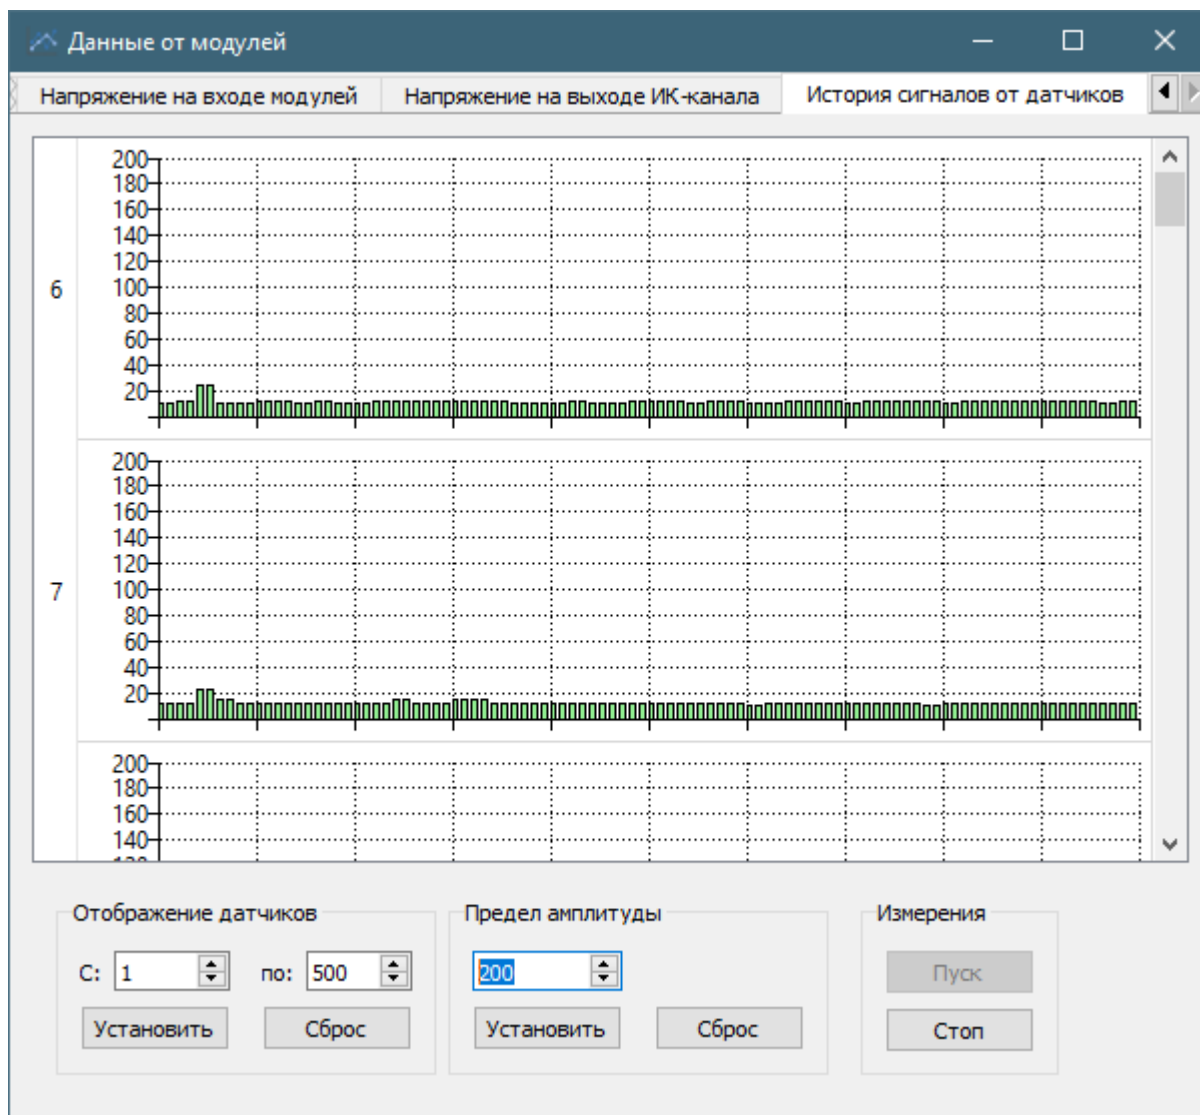 Данные от модулей
Напряжение на входе модулей Напряжение на выходе ИК-канала История сигналов от датчиков
6
200
180
160
140
120
100
80
60
40
20
7
200
180
160
140
120
100
80
60
40
20
200
180
160
140
120
Отображение датчиков
С: 1 по: 500
Установить Сброс
Предел амплитуды
200
Установить Сброс
Измерения
Пуск
Стоп